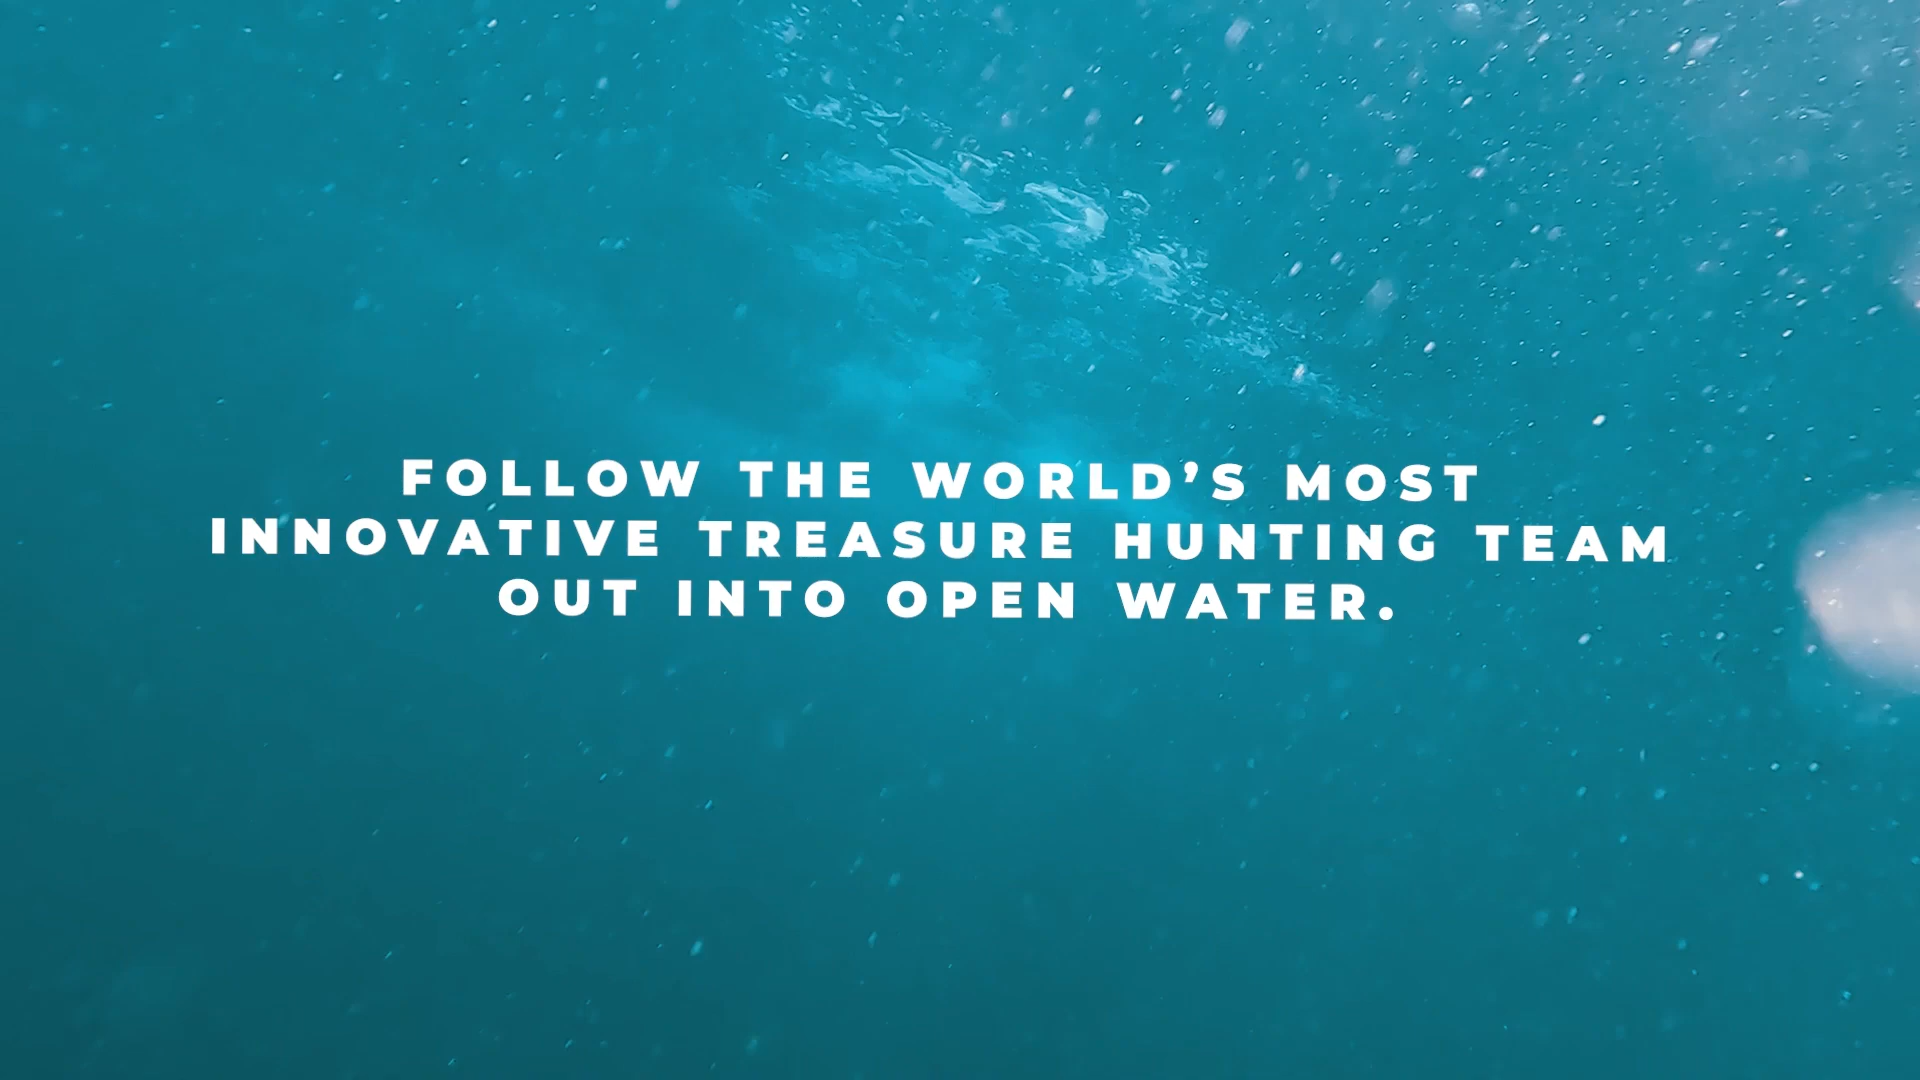 FOLLOW THE WORLD’S MOST
INNOVATIVE TREASURE HUNTING TEAM
OUT INTO OPEN WATER.